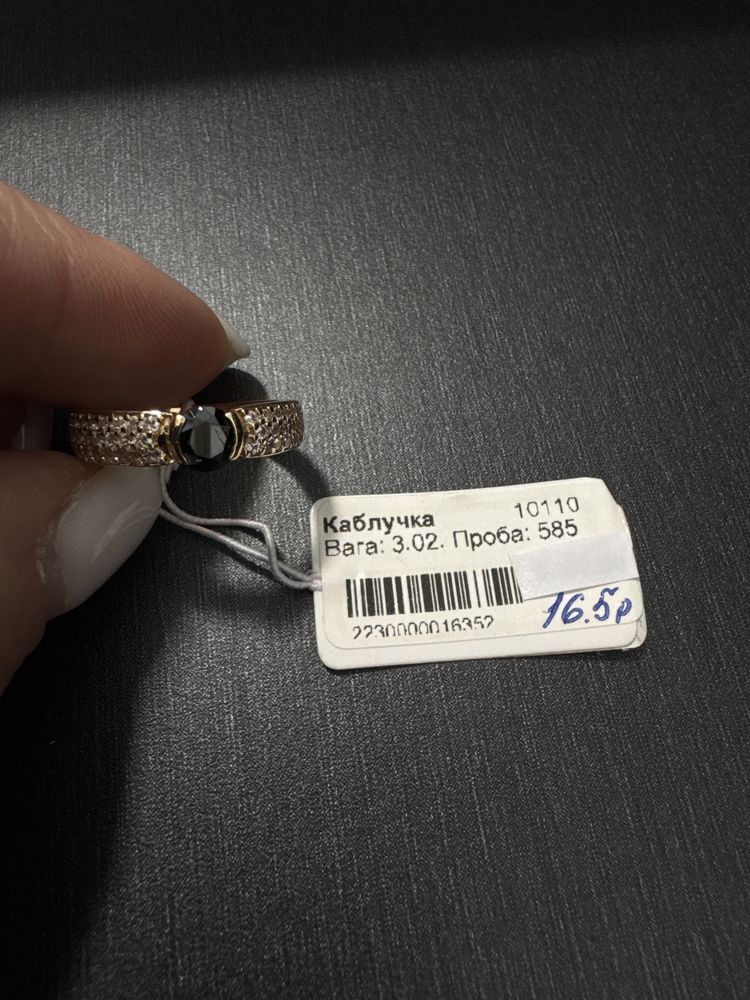 Каблучка 10110
Вага: 3.02. Проба: 585
2230000016352
16.5р